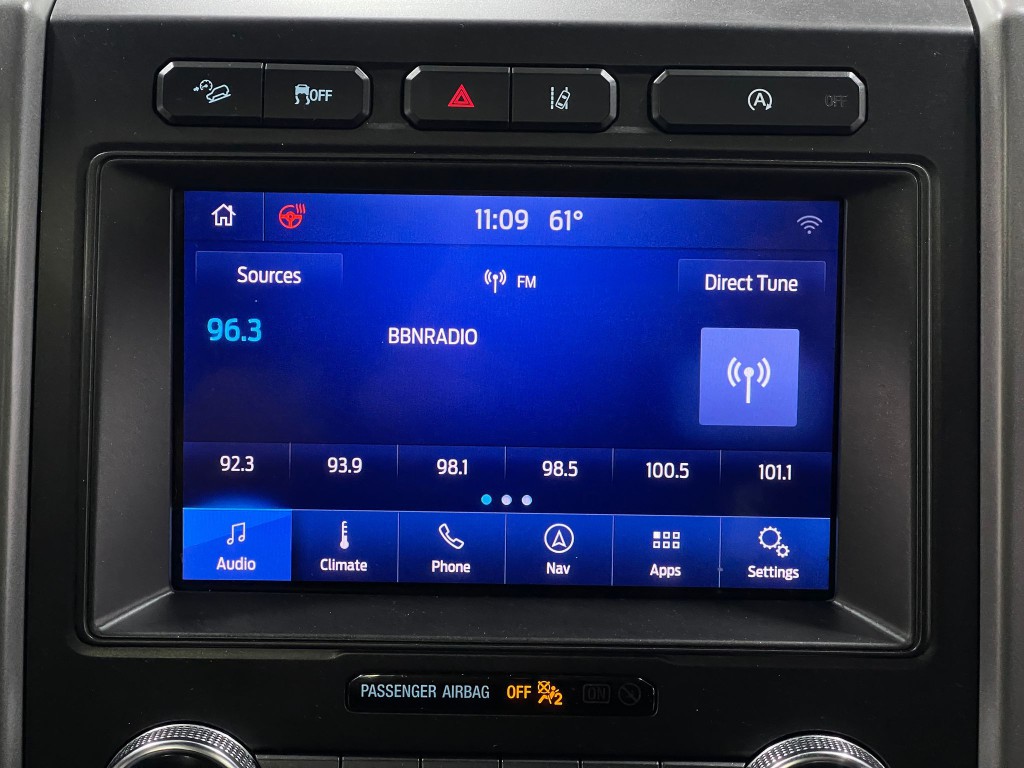 OFF
A OFF
11:09 61°
Sources FM Direct Tune
96.3 BBNRADIO
92.3 93.9 98.1 98.5 100.5 101.1
Audio Climate Phone Nav Apps Settings
PASSENGER AIRBAG OFF 2 ON